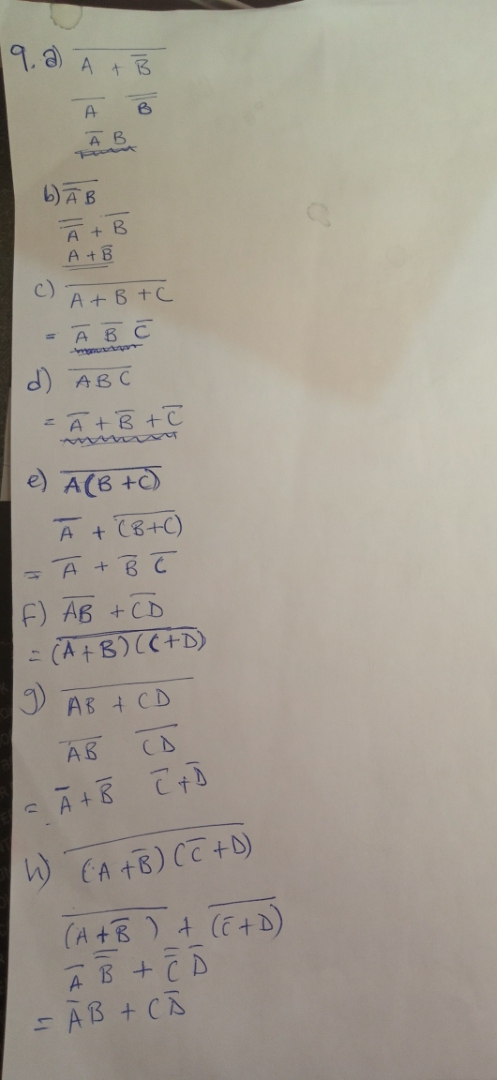 9. a) $\overline{A + \overline{B}}$
$\overline{A}$ $\overline{\overline{B}}$
$\overline{A}$ B
b) $\overline{\overline{A} B}$
$\overline{\overline{A}} + \overline{B}$
$A + \overline{B}$
c) $\overline{A + B + C}$
= $\overline{A}$ $\overline{B}$ $\overline{C}$
d) $\overline{ABC}$
= $\overline{A} + \overline{B} + \overline{C}$
e) $\overline{A(B + C)}$
$\overline{A} + \overline{(B + C)}$
= $\overline{A} + \overline{B}$ $\overline{C}$
F) $\overline{AB} + \overline{CD}$
= $\overline{(A + B)(C + D)}$
g) $\overline{AB + CD}$
$\overline{AB}$ $\overline{CD}$
= $\overline{A} + \overline{B}$ $\overline{C} + \overline{D}$
h) $\overline{(A + \overline{B})(\overline{C} + D)}$
$\overline{(A + \overline{B})} + \overline{(\overline{C} + D)}$
$\overline{A}$ $\overline{\overline{B}} + \overline{\overline{C}}$ $\overline{D}$
= $\overline{A}B + C\overline{D}$